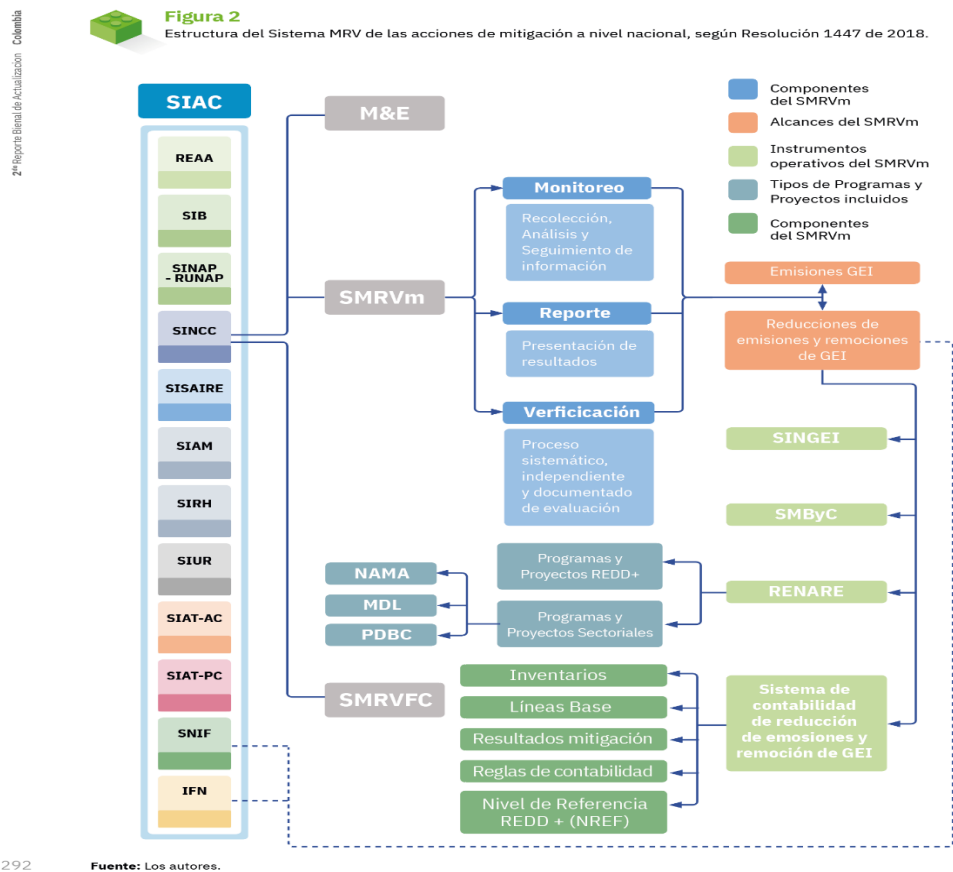 2do Reporte Bienal de Actualización Colombia
Figura 2
Estructura del Sistema MRV de las acciones de mitigación a nivel nacional, según Resolución 1447 de 2018.
SIAC
REAA
SIB
SINAP
- RUNAP
SINCC
SISAIRE
SIAM
SIRH
SIUR
SIAT-AC
SIAT-PC
SNIF
IFN
M&E
SMRVm
SMRVFC
Monitoreo
Recolección,
Análisis y
Seguimiento de
información
Reporte
Presentación de
resultados
Verficicación
Proceso
sistemático,
independiente
y documentado
de evaluación
Componentes
del SMRVm
Alcances del SMRVm
Instrumentos
operativos del SMRVm
Tipos de Programas y
Proyectos incluidos
Componentes
del SMRVm
Emisiones GEI
Reducciones de
emisiones y remociones
de GEI
SINGEI
SMByC
RENARE
Sistema de
contabilidad
de reducción
de emosiones y
remoción de GEI
Programas y
Proyectos REDD+
Programas y
Proyectos Sectoriales
NAMA
MDL
PDBC
Inventarios
Líneas Base
Resultados mitigación
Reglas de contabilidad
Nivel de Referencia
REDD + (NREF)
292
Fuente: Los autores.